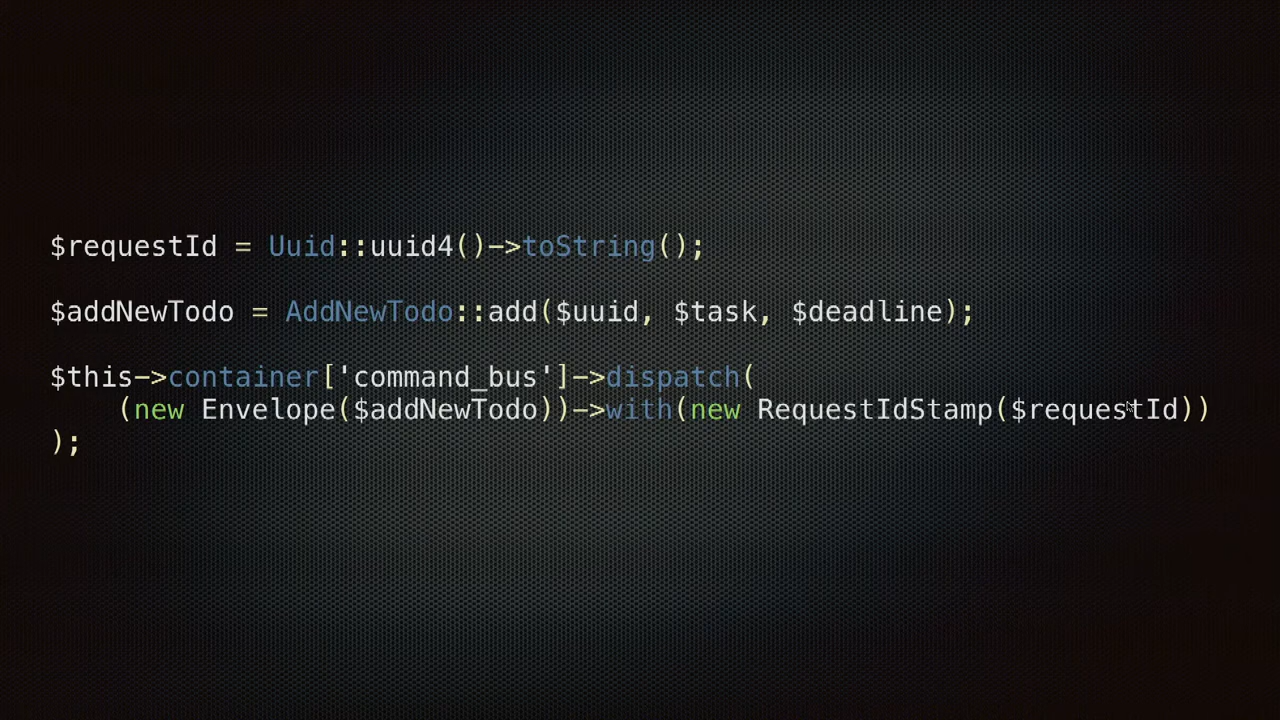 $requestId = Uuid::uuid4()->toString();
$addNewTodo = AddNewTodo::add($uuid, $task, $deadline);
$this->container['command_bus']->dispatch(
    (new Envelope($addNewTodo))->with(new RequestIdStamp($requestId))
);